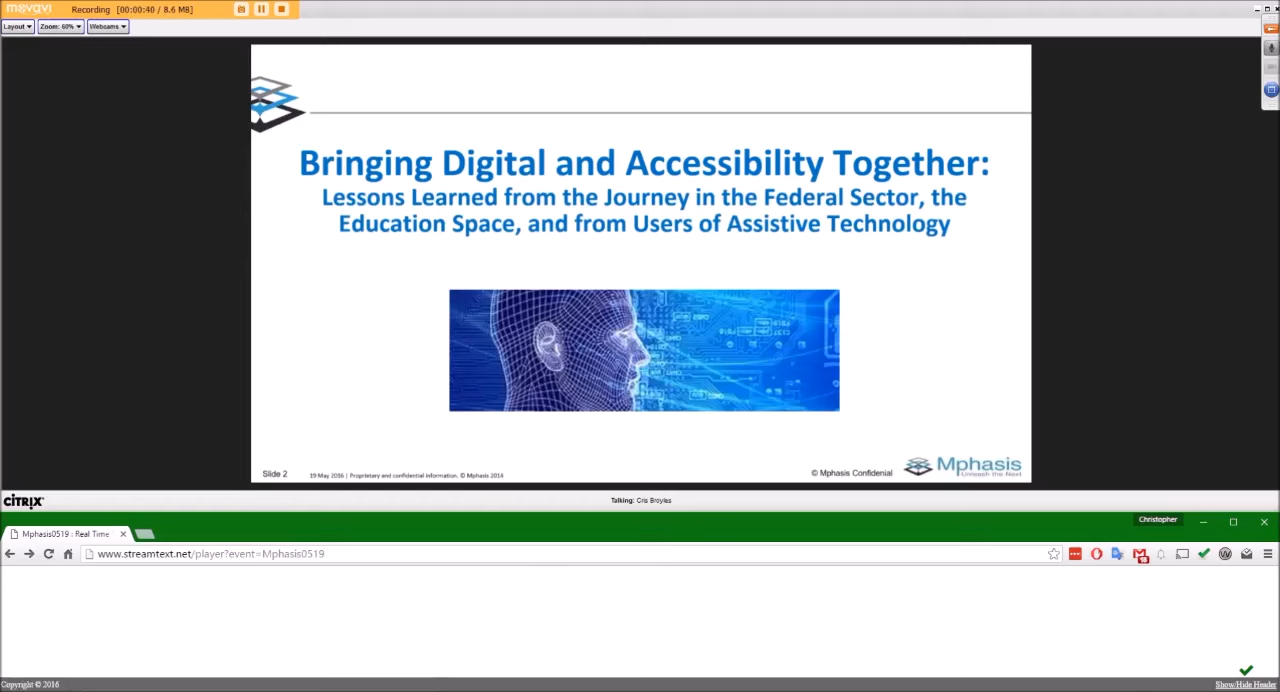 movavi Recording [00:00:40 / 8.6 MB]
Layout Zoom: 60% Webcams
Bringing Digital and Accessibility Together:
Lessons Learned from the Journey in the Federal Sector, the
Education Space, and from Users of Assistive Technology
Slide 2
19 May 2016 | Proprietary and confidential information. © Mphasis 2014
© Mphasis Confidenial
Mphasis
Unleash the Next
CİTRIX
Talking: Cris Broyles
Christopher
Mphasis0519 : Real Time
www.streamtext.net/player?event=Mphasis0519
Copyright © 2016
Show/Hide Header